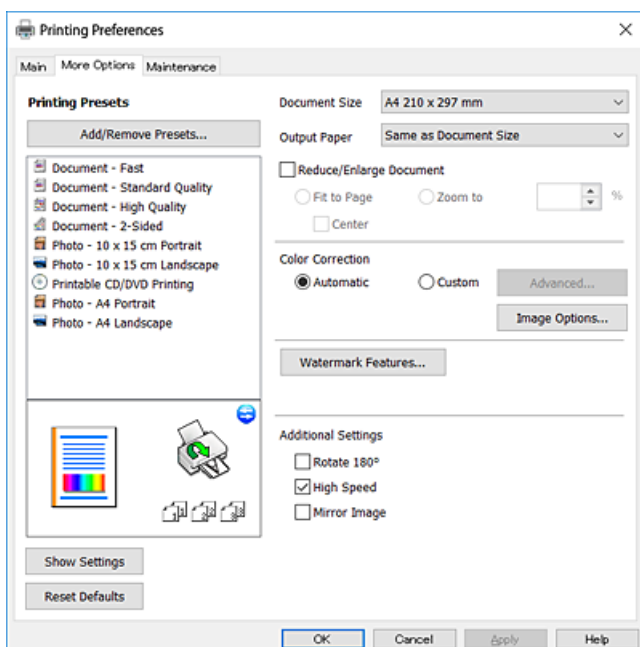 Printing Preferences
Main More Options Maintenance
Printing Presets
Add/Remove Presets...
Document - Fast
Document - Standard Quality
Document - High Quality
Document - 2-Sided
Photo - 10 x 15 cm Portrait
Photo - 10 x 15 cm Landscape
Printable CD/DVD Printing
Photo - A4 Portrait
Photo - A4 Landscape
Show Settings
Reset Defaults
Document Size A4 210 x 297 mm
Output Paper Same as Document Size
Reduce/Enlarge Document
Fit to Page Zoom to %
Center
Color Correction
Automatic Custom Advanced...
Image Options...
Watermark Features...
Additional Settings
Rotate 180°
High Speed
Mirror Image
OK Cancel Apply Help